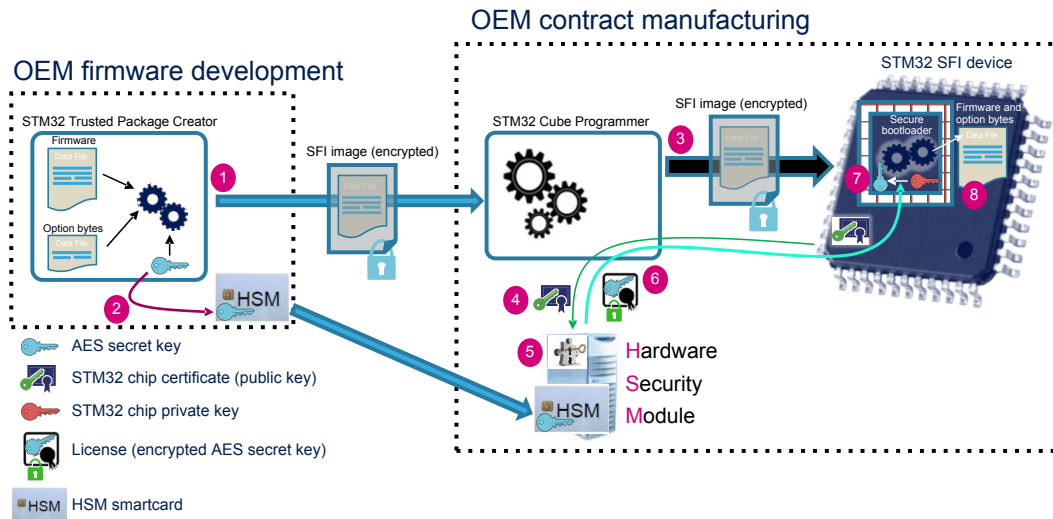 OEM contract manufacturing
OEM firmware development
STM32 SFI device
STM32 Trusted Package Creator
Firmware
Data File
Option bytes
Data File
1
SFI image (encrypted)
Data File
2
HSM
STM32 Cube Programmer
3
SFI image (encrypted)
Data File
Secure
bootloader
Firmware and
option bytes
Data File
7
8
4
6
5
Hardware
Security
Module
HSM
AES secret key
STM32 chip certificate (public key)
STM32 chip private key
License (encrypted AES secret key)
HSM
HSM smartcard